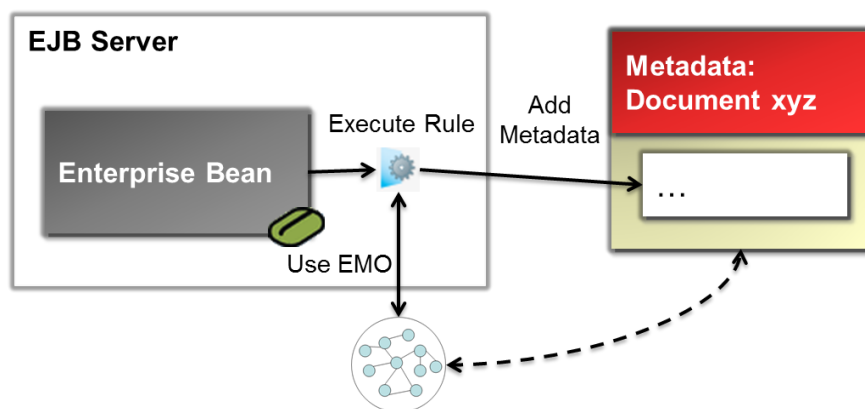 EJB Server
Enterprise Bean
Execute Rule
Use EMO
Add
Metadata
Metadata:
Document xyz
...